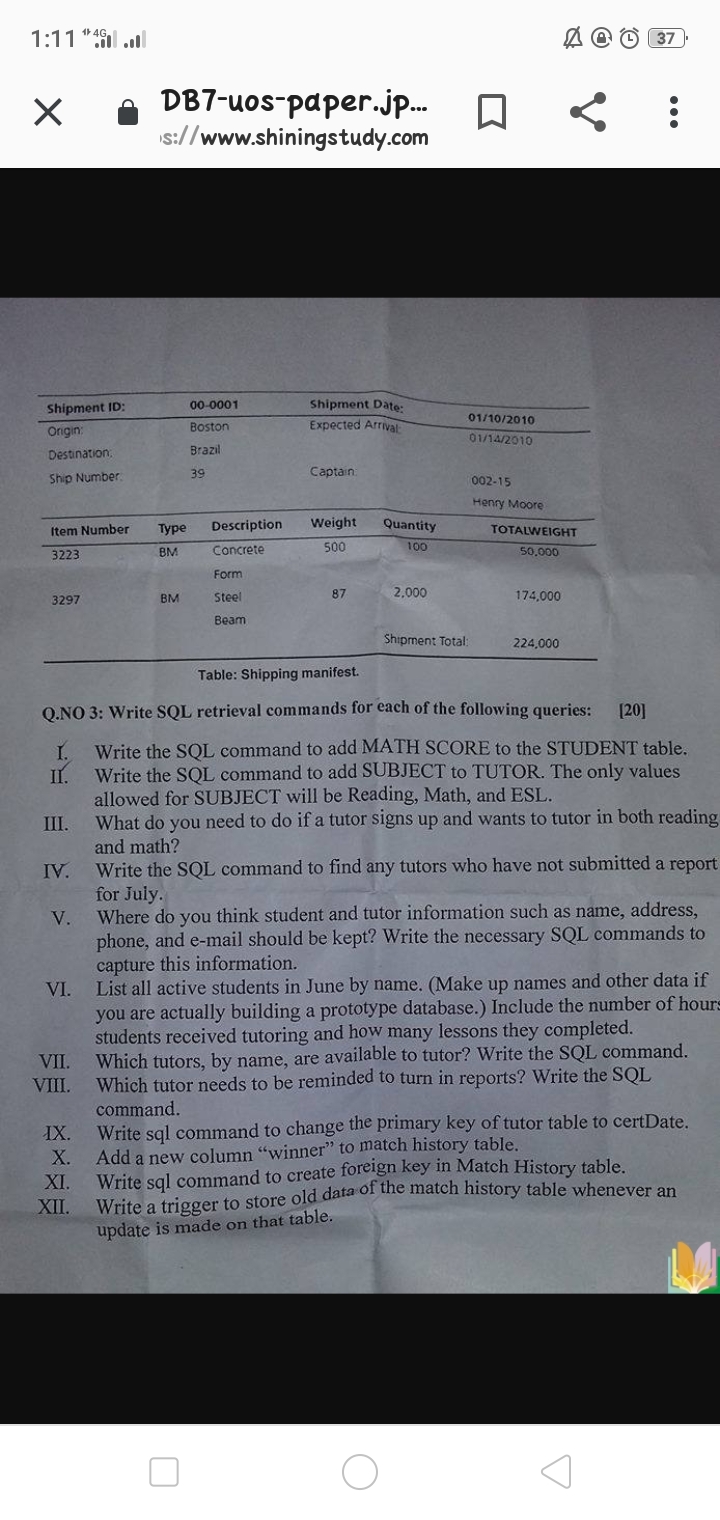 1:11 4G 37
DB7-uos-paper.jp...
s://www.shiningstudy.com
Shipment ID: 00-0001 Shipment Date: 01/10/2010
Origin: Boston Expected Arrival: 01/14/2010
Destination: Brazil
Ship Number: 39 Captain: 002-15
Henry Moore
Item Number Type Description Weight Quantity TOTALWEIGHT
3223 BM Concrete 500 100 50,000
Form
3297 BM Steel 87 2,000 174,000
Beam
Shipment Total: 224,000
Table: Shipping manifest.
Q.NO 3: Write SQL retrieval commands for each of the following queries: [20]
I. Write the SQL command to add MATH SCORE to the STUDENT table.
II. Write the SQL command to add SUBJECT to TUTOR. The only values
allowed for SUBJECT will be Reading, Math, and ESL.
III. What do you need to do if a tutor signs up and wants to tutor in both reading
and math?
IV. Write the SQL command to find any tutors who have not submitted a report
for July.
V. Where do you think student and tutor information such as name, address,
phone, and e-mail should be kept? Write the necessary SQL commands to
capture this information.
VI. List all active students in June by name. (Make up names and other data if
you are actually building a prototype database.) Include the number of hours
students received tutoring and how many lessons they completed.
VII. Which tutors, by name, are available to tutor? Write the SQL command.
VIII. Which tutor needs to be reminded to turn in reports? Write the SQL
command.
IX. Write sql command to change the primary key of tutor table to certDate.
X. Add a new column “winner” to match history table.
XI. Write sql command to create foreign key in Match History table.
XII. Write a trigger to store old data of the match history table whenever an
update is made on that table.